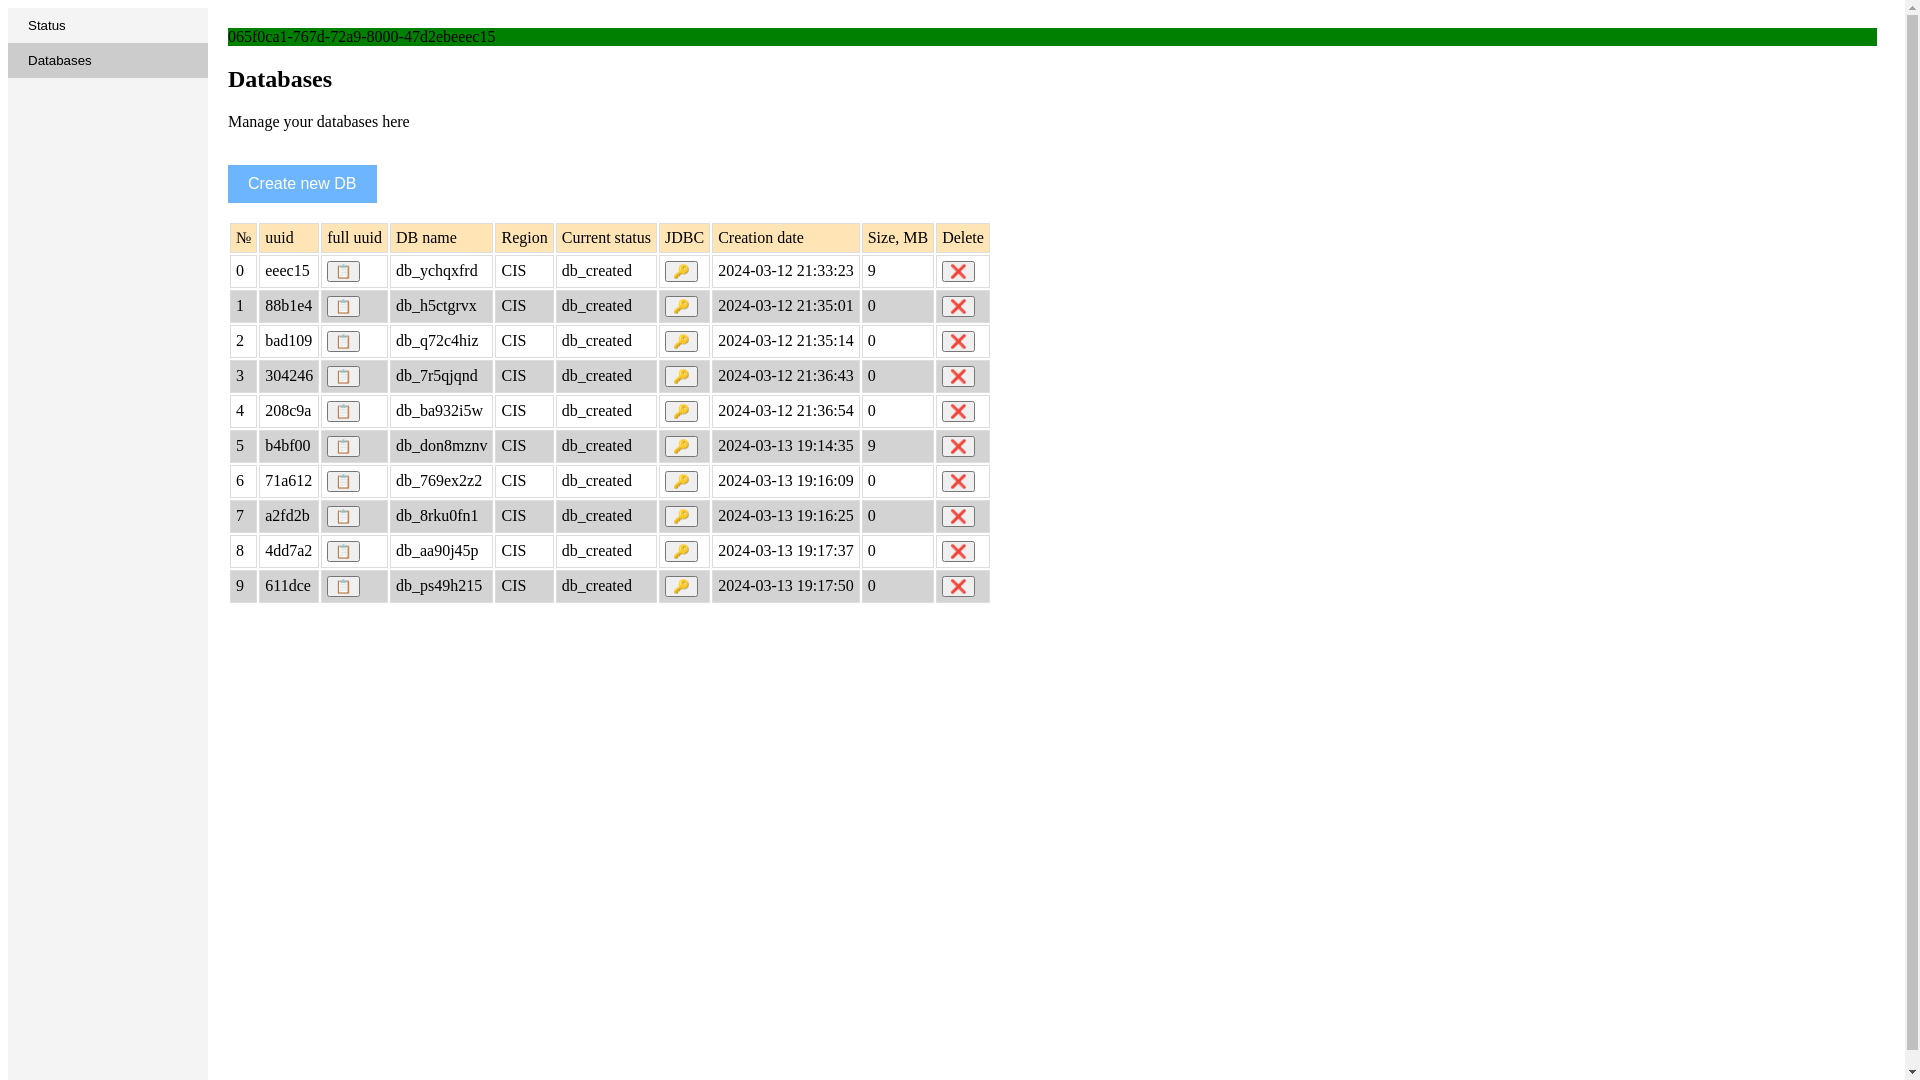 Status
Databases
065f0ca1-767d-72a9-8000-47d2ebeeec15
Databases
Manage your databases here
Create new DB
№ uuid full uuid DB name Region Current status JDBC Creation date Size, MB Delete
0 eeec15 db_ychqxfrd CIS db_created 2024-03-12 21:33:23 9
1 88b1e4 db_h5ctgrvx CIS db_created 2024-03-12 21:35:01 0
2 bad109 db_q72c4hiz CIS db_created 2024-03-12 21:35:14 0
3 304246 db_7r5qjqnd CIS db_created 2024-03-12 21:36:43 0
4 208c9a db_ba932i5w CIS db_created 2024-03-12 21:36:54 0
5 b4bf00 db_don8mznv CIS db_created 2024-03-13 19:14:35 9
6 71a612 db_769ex2z2 CIS db_created 2024-03-13 19:16:09 0
7 a2fd2b db_8rku0fn1 CIS db_created 2024-03-13 19:16:25 0
8 4dd7a2 db_aa90j45p CIS db_created 2024-03-13 19:17:37 0
9 611dce db_ps49h215 CIS db_created 2024-03-13 19:17:50 0